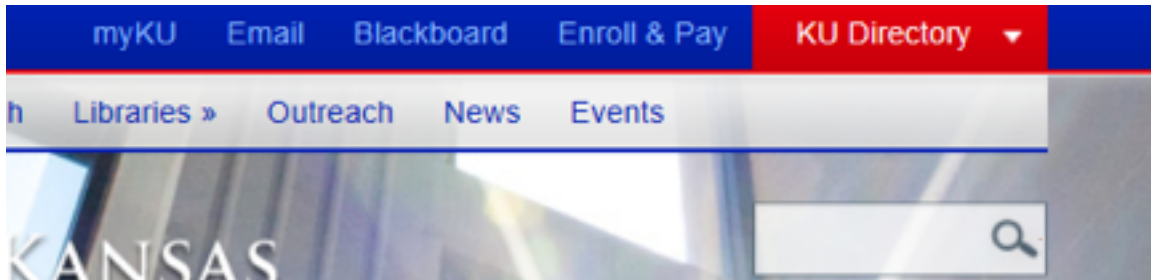 myKU Email Blackboard Enroll & Pay KU Directory
h Libraries » Outreach News Events
KANSAS